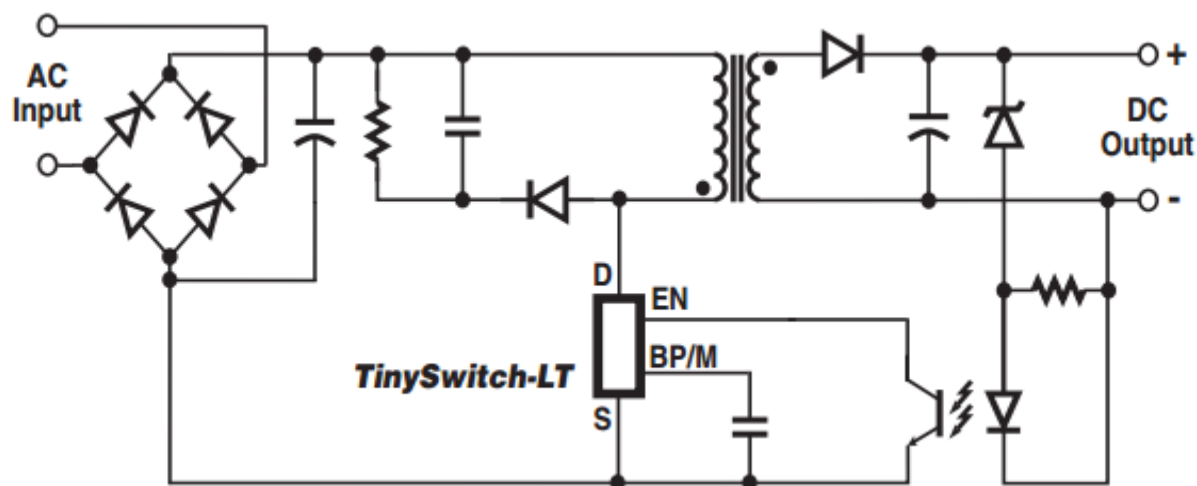 AC
Input
+
DC
Output
-
D
EN
BP/M
TinySwitch-LT
S